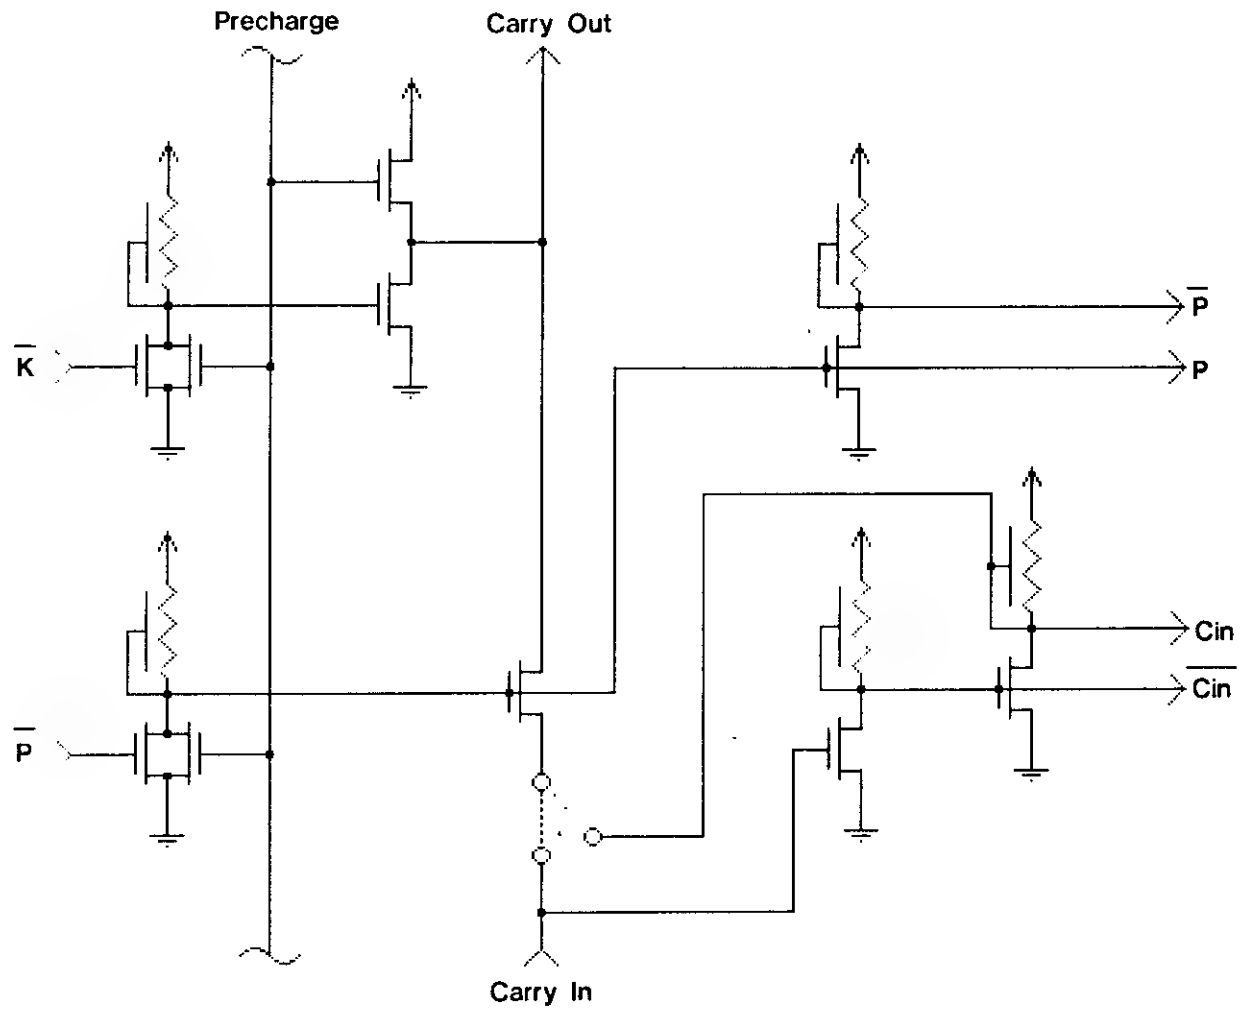 Precharge
Carry Out
P̅
K̅
P
Cin
C̅i̅n̅
P̅
Carry In